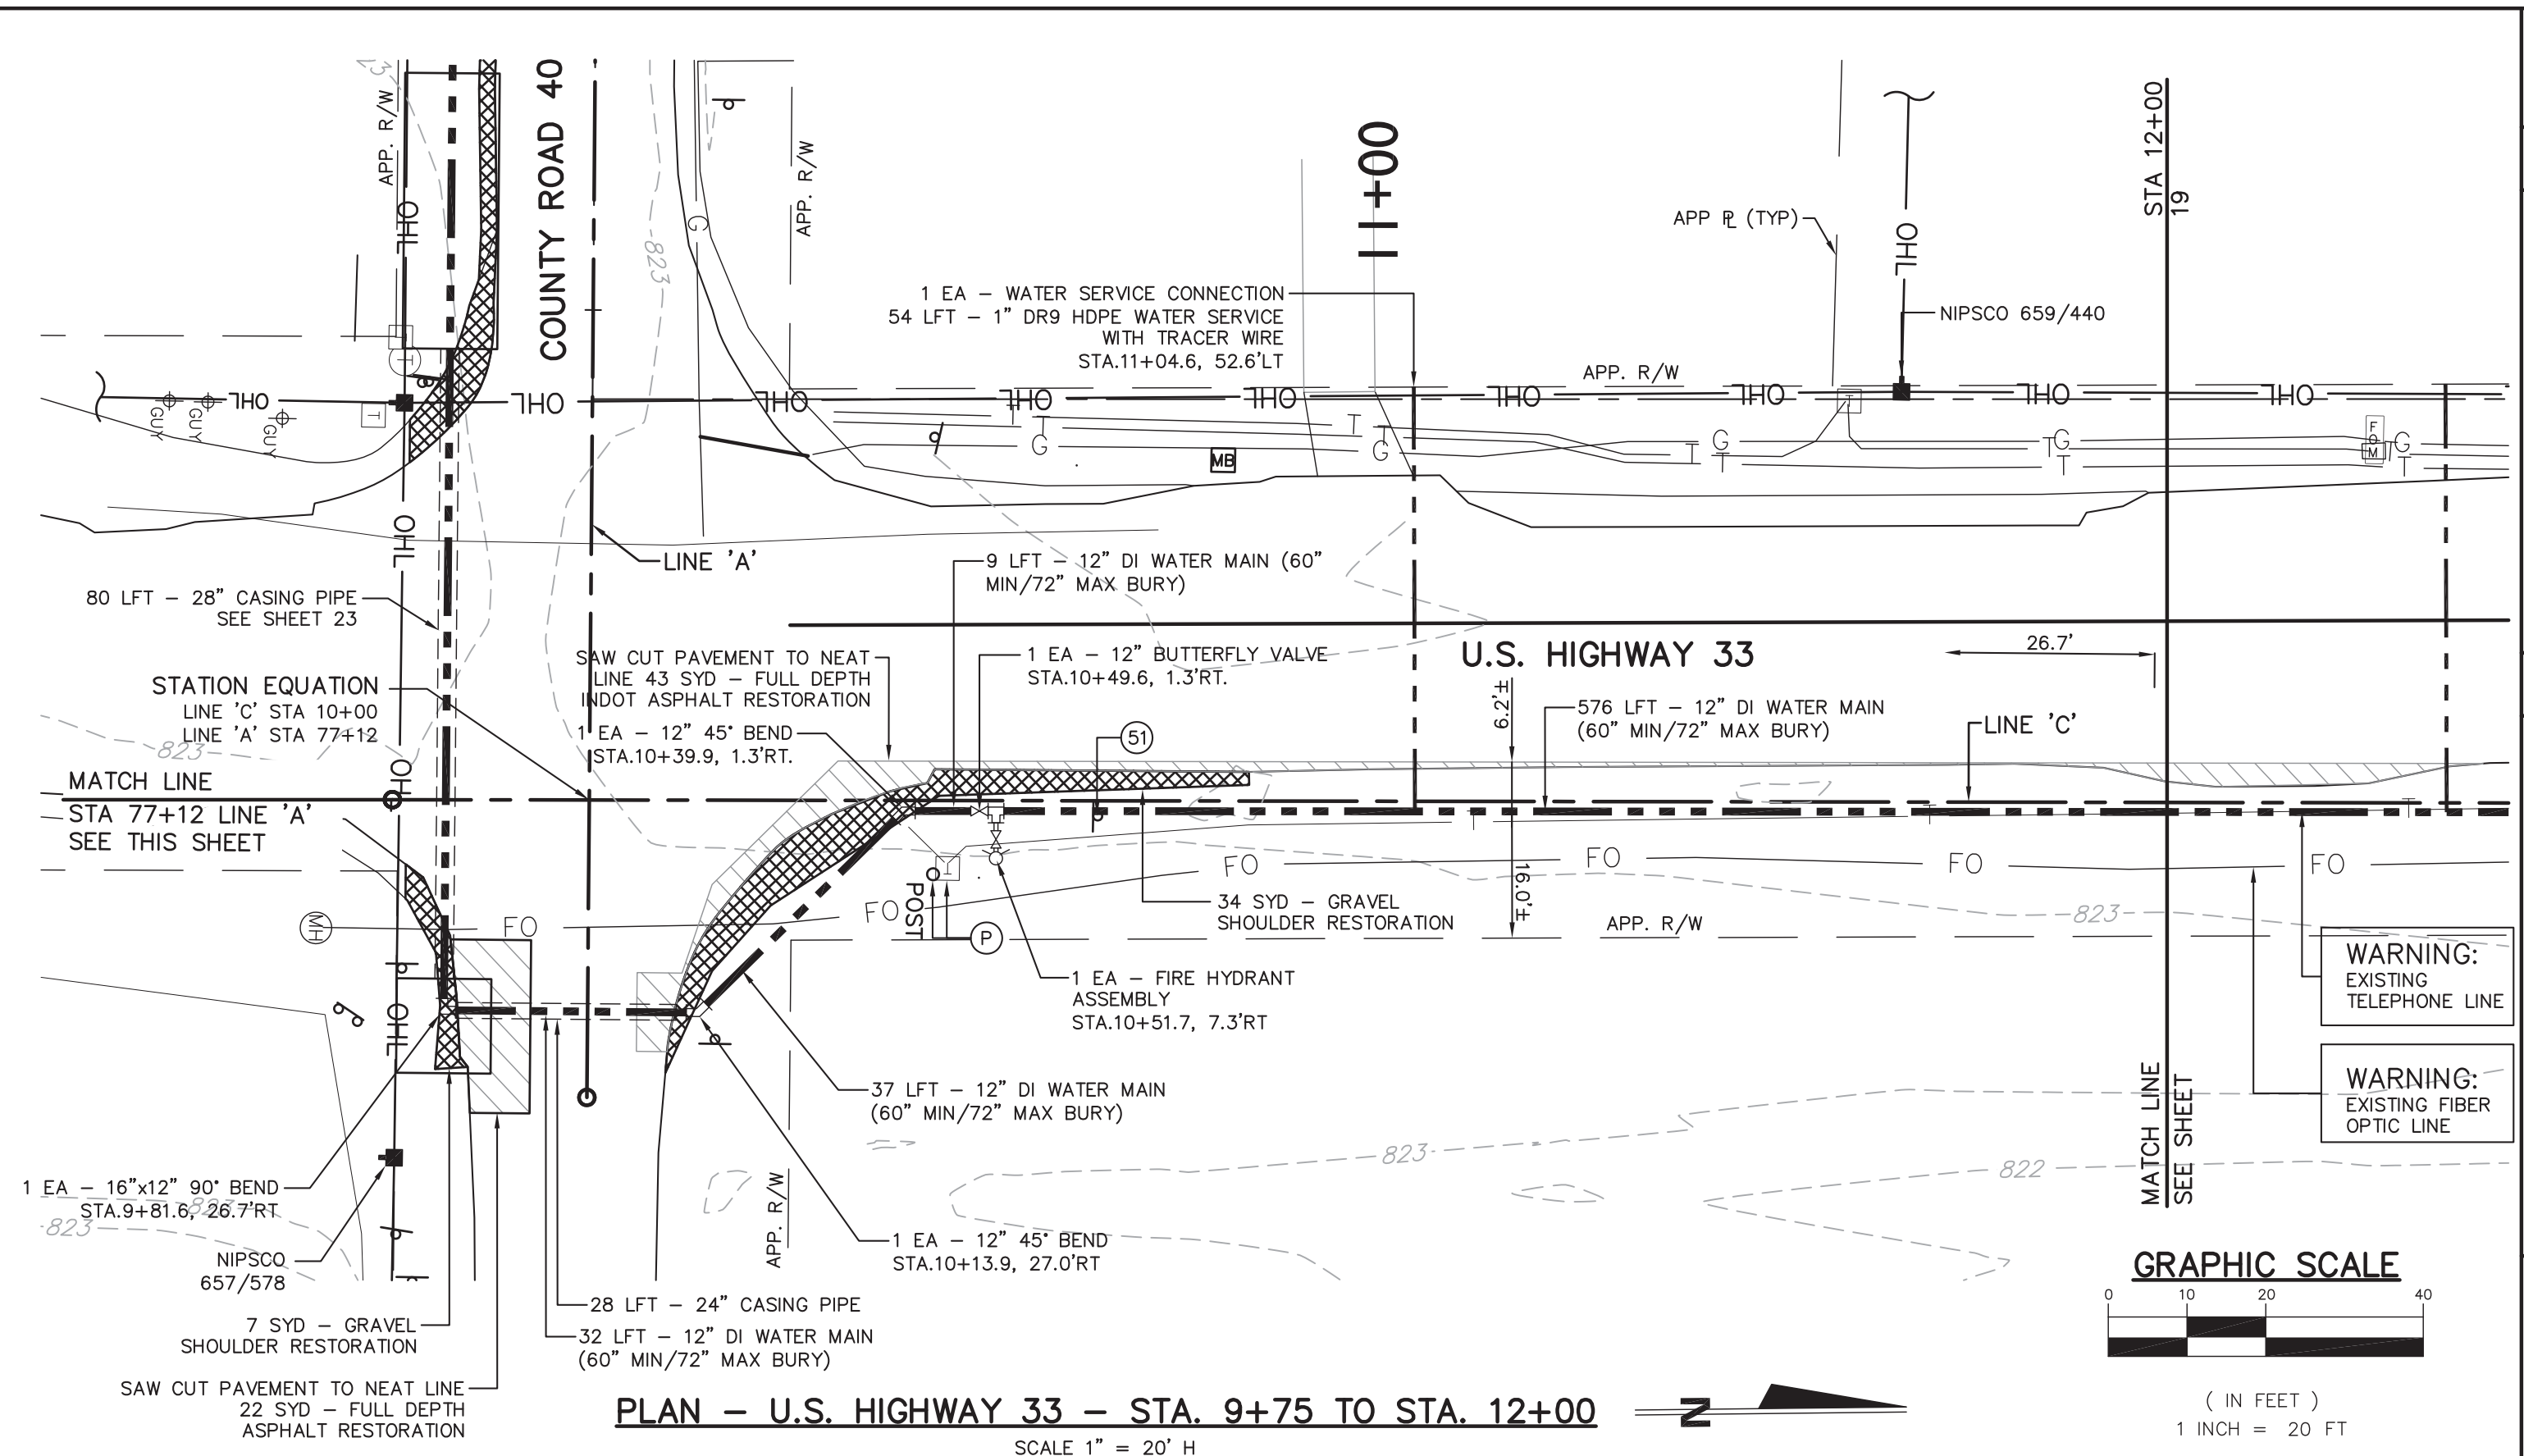 23
APP. R/W
OHL
COUNTY ROAD 40
APP. R/W
G
823
11+00
STA 12+00
19
OHL
APP ⅊ (TYP)
NIPSCO 659/440
1 EA – WATER SERVICE CONNECTION
54 LFT – 1" DR9 HDPE WATER SERVICE
WITH TRACER WIRE
STA.11+04.6, 52.6'LT
APP. R/W
T
GUY
GUY
GUY
OHL
T
OHL
OHL
OHL
OHL
OHL
OHL
OHL
OHL
T
T
T
T
T
G
G
MB
G
T
T
TG
T
F
O
M
TG
T
OHL
LINE 'A'
80 LFT – 28" CASING PIPE
SEE SHEET 23
9 LFT – 12" DI WATER MAIN (60"
MIN/72" MAX BURY)
U.S. HIGHWAY 33
26.7'
SAW CUT PAVEMENT TO NEAT
LINE 43 SYD – FULL DEPTH
INDOT ASPHALT RESTORATION
1 EA – 12" BUTTERFLY VALVE
STA.10+49.6, 1.3'RT.
STATION EQUATION
LINE 'C' STA 10+00
LINE 'A' STA 77+12
1 EA – 12" 45° BEND
STA.10+39.9, 1.3'RT.
51
6.2'±
576 LFT – 12" DI WATER MAIN
(60" MIN/72" MAX BURY)
LINE 'C'
823
OHL
MATCH LINE
STA 77+12 LINE 'A'
SEE THIS SHEET
MH
FO
FO
POST
T
P
FO
FO
FO
FO
16.0'±
34 SYD – GRAVEL
SHOULDER RESTORATION
APP. R/W
823
1 EA – FIRE HYDRANT
ASSEMBLY
STA.10+51.7, 7.3'RT
WARNING:
EXISTING
TELEPHONE LINE
OHL
37 LFT – 12" DI WATER MAIN
(60" MIN/72" MAX BURY)
MATCH LINE
SEE SHEET
WARNING:
EXISTING FIBER
OPTIC LINE
823
822
1 EA – 16"x12" 90° BEND
STA.9+81.6, 26.7'RT
823
823
APP. R/W
1 EA – 12" 45° BEND
STA.10+13.9, 27.0'RT
NIPSCO
657/578
28 LFT – 24" CASING PIPE
32 LFT – 12" DI WATER MAIN
(60" MIN/72" MAX BURY)
7 SYD – GRAVEL
SHOULDER RESTORATION
SAW CUT PAVEMENT TO NEAT LINE
22 SYD – FULL DEPTH
ASPHALT RESTORATION
GRAPHIC SCALE
0 10 20 40
( IN FEET )
1 INCH = 20 FT
PLAN – U.S. HIGHWAY 33 – STA. 9+75 TO STA. 12+00
SCALE 1" = 20' H
N